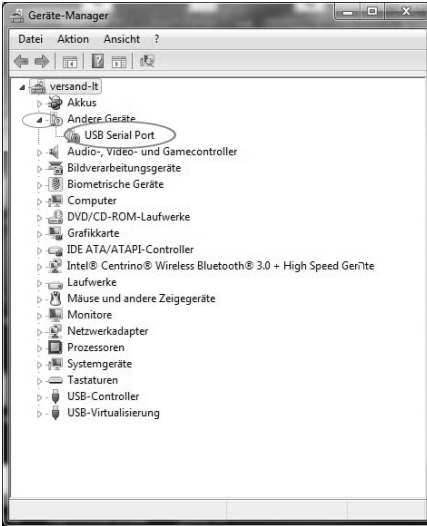 Geräte-Manager
Datei Aktion Ansicht ?
versand-lt
Akkus
Andere Geräte
USB Serial Port
Audio-, Video- und Gamecontroller
Bildverarbeitungsgeräte
Biometrische Geräte
Computer
DVD/CD-ROM-Laufwerke
Grafikkarte
IDE ATA/ATAPI-Controller
Intel® Centrino® Wireless Bluetooth® 3.0 + High Speed Geri̅te
Laufwerke
Mäuse und andere Zeigegeräte
Monitore
Netzwerkadapter
Prozessoren
Systemgeräte
Tastaturen
USB-Controller
USB-Virtualisierung